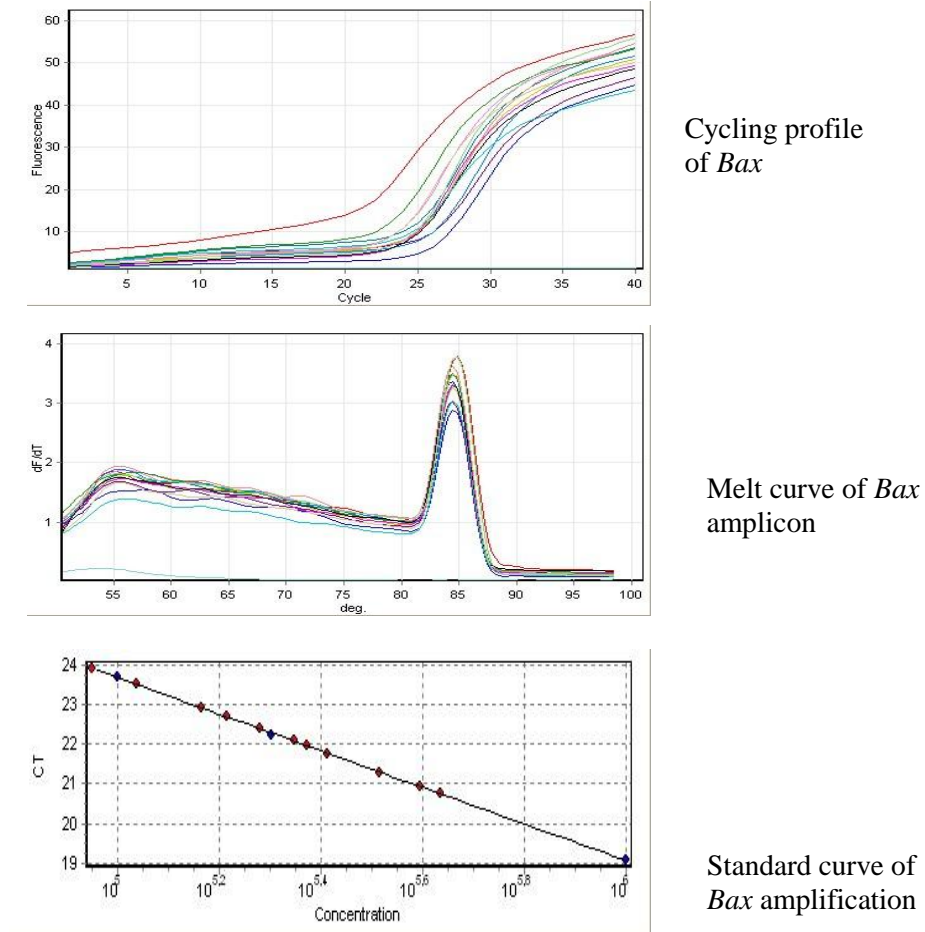 60
50
40
30
20
10
Fluorescence
5 10 15 20 25 30 35 40
Cycle
Cycling profile
of Bax
4
3
2
1
dF/dT
55 60 65 70 75 80 85 90 95 100
deg.
Melt curve of Bax
amplicon
24
23
22
21
20
19
CT
10^5 10^5,2 10^5,4 10^5,6 10^5,8 10^6
Concentration
Standard curve of
Bax amplification